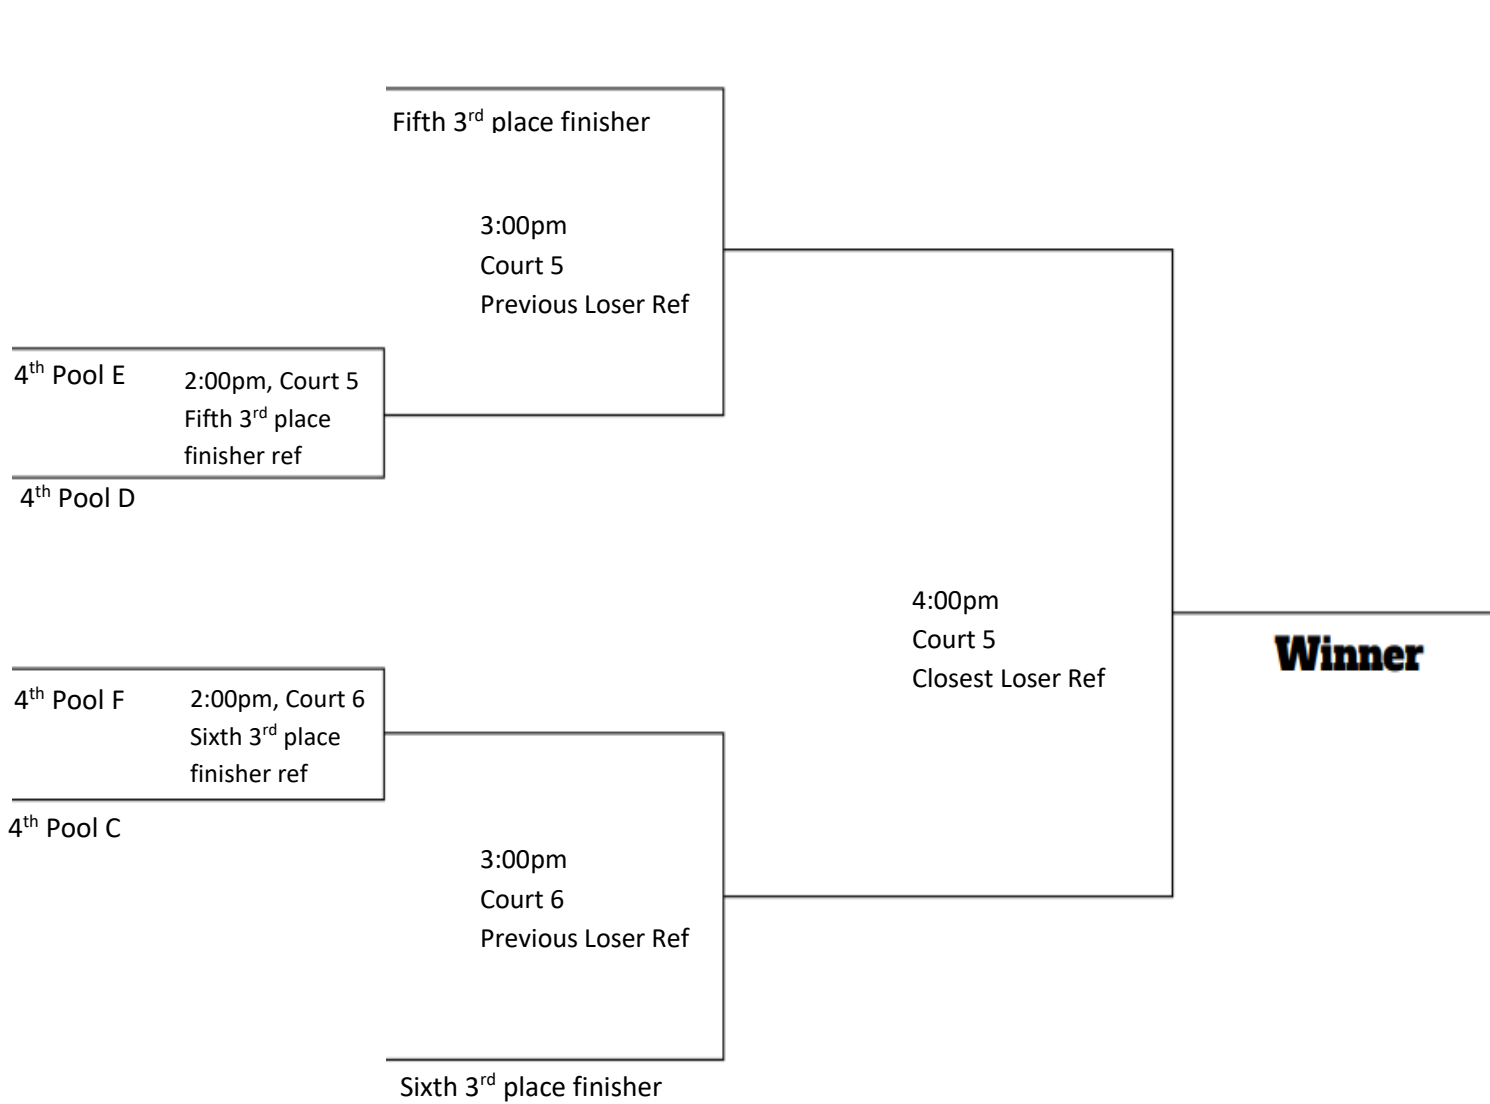 Fifth 3rd place finisher
3:00pm
Court 5
Previous Loser Ref
4th Pool E
2:00pm, Court 5
Fifth 3rd place
finisher ref
4th Pool D
4:00pm
Court 5
Closest Loser Ref
Winner
4th Pool F
2:00pm, Court 6
Sixth 3rd place
finisher ref
4th Pool C
3:00pm
Court 6
Previous Loser Ref
Sixth 3rd place finisher